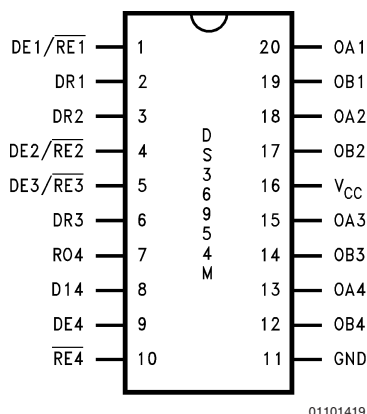 DE1/RE1 1 20 OA1
DR1 2 19 OB1
DR2 3 18 OA2
DE2/RE2 4 17 OB2
DE3/RE3 5 16 VCC
DR3 6 15 OA3
RO4 7 14 OB3
D14 8 13 OA4
DE4 9 12 OB4
RE4 10 11 GND
DS36954M
01101419